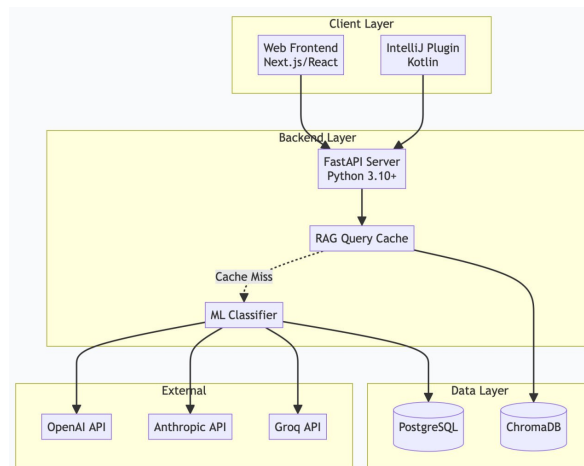 Client Layer
Web Frontend
Next.js/React
IntelliJ Plugin
Kotlin
Backend Layer
FastAPI Server
Python 3.10+
RAG Query Cache
Cache Miss
ML Classifier
External
OpenAI API
Anthropic API
Groq API
Data Layer
PostgreSQL
ChromaDB